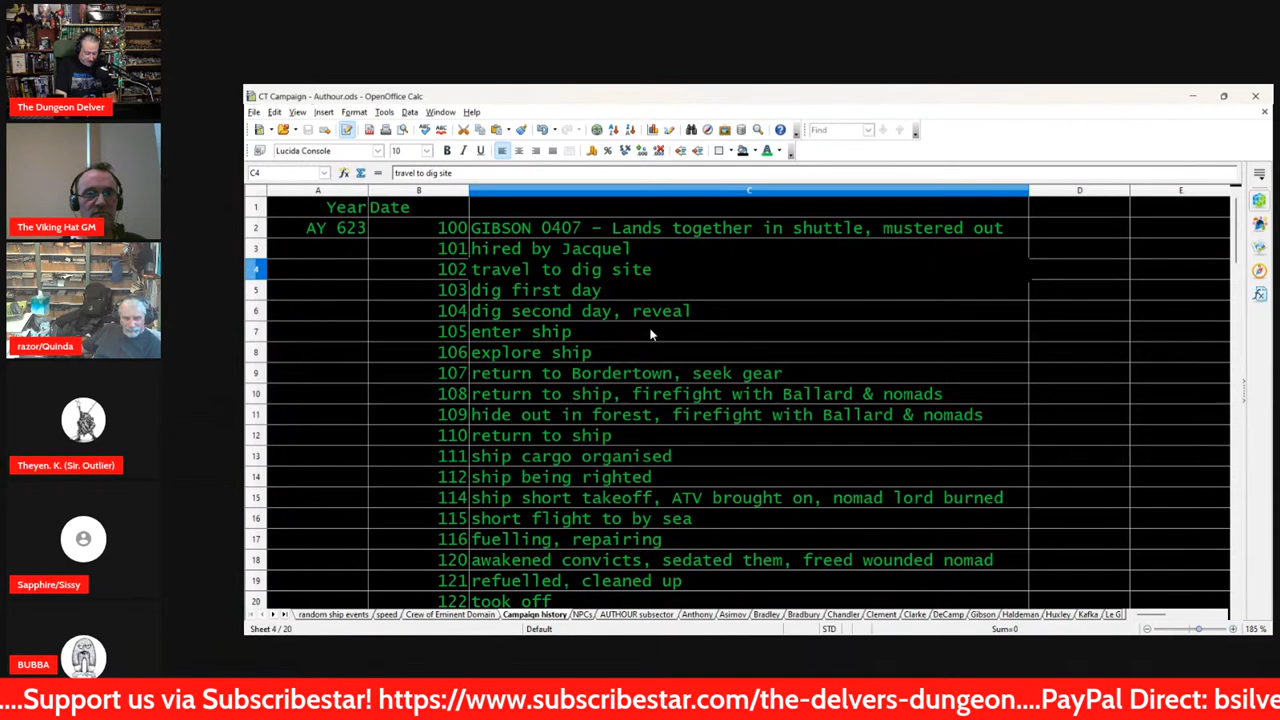 The Dungeon Delver
The Viking Hat GM
razor/Quinda
Theyen. K. (Sir. Outlier)
Sapphire/Sissy
BUBBA
CT Campaign - Authour.ods - OpenOffice Calc
File Edit View Insert Format Tools Data Window Help
Find
Lucida Console 10
C4 travel to dig site
A B C D E
1 Year Date
2 AY 623 100 GIBSON 0407 – Lands together in shuttle, mustered out
3 101 hired by Jacquel
4 102 travel to dig site
5 103 dig first day
6 104 dig second day, reveal
7 105 enter ship
8 106 explore ship
9 107 return to Bordertown, seek gear
10 108 return to ship, firefight with Ballard & nomads
11 109 hide out in forest, firefight with Ballard & nomads
12 110 return to ship
13 111 ship cargo organised
14 112 ship being righted
15 114 ship short takeoff, ATV brought on, nomad lord burned
16 115 short flight to by sea
17 116 fuelling, repairing
18 120 awakened convicts, sedated them, freed wounded nomad
19 121 refuelled, cleaned up
20 122 took off
random ship events speed Crew of Eminent Domain Campaign history NPCs AUTHOUR subsector Anthony Asimov Bradley Bradbury Chandler Clement Clarke DeCamp Gibson Haldeman Huxley Kafka Le G
Sheet 4 / 20 Default STD Sum=0 185 %
....Support us via Subscribestar! https://www.subscribestar.com/the-delvers-dungeon....PayPal Direct: bsilve